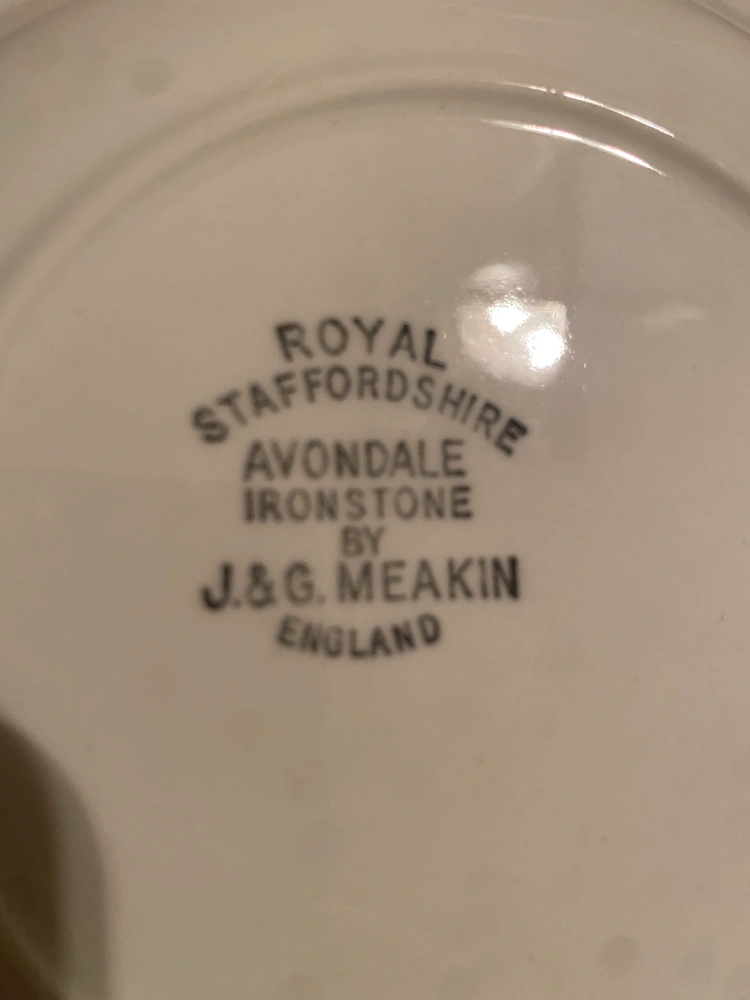 ROYAL
STAFFORDSHIRE
AVONDALE
IRONSTONE
BY
J.&G. MEAKIN
ENGLAND